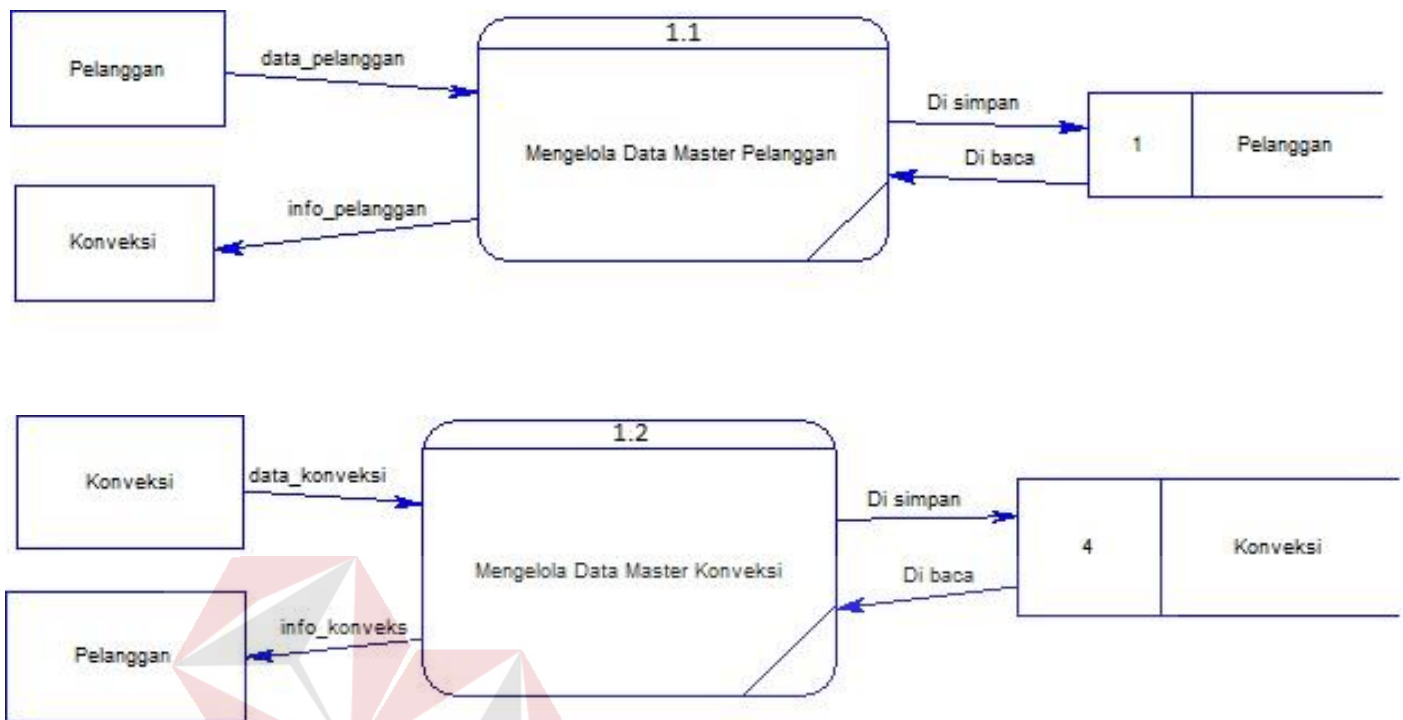 1.1
Pelanggan
data_pelanggan
Mengelola Data Master Pelanggan
Di simpan
Di baca
1
Pelanggan
info_pelanggan
Konveksi
1.2
Konveksi
data_konveksi
Mengelola Data Master Konveksi
Di simpan
Di baca
4
Konveksi
info_konveks
Pelanggan